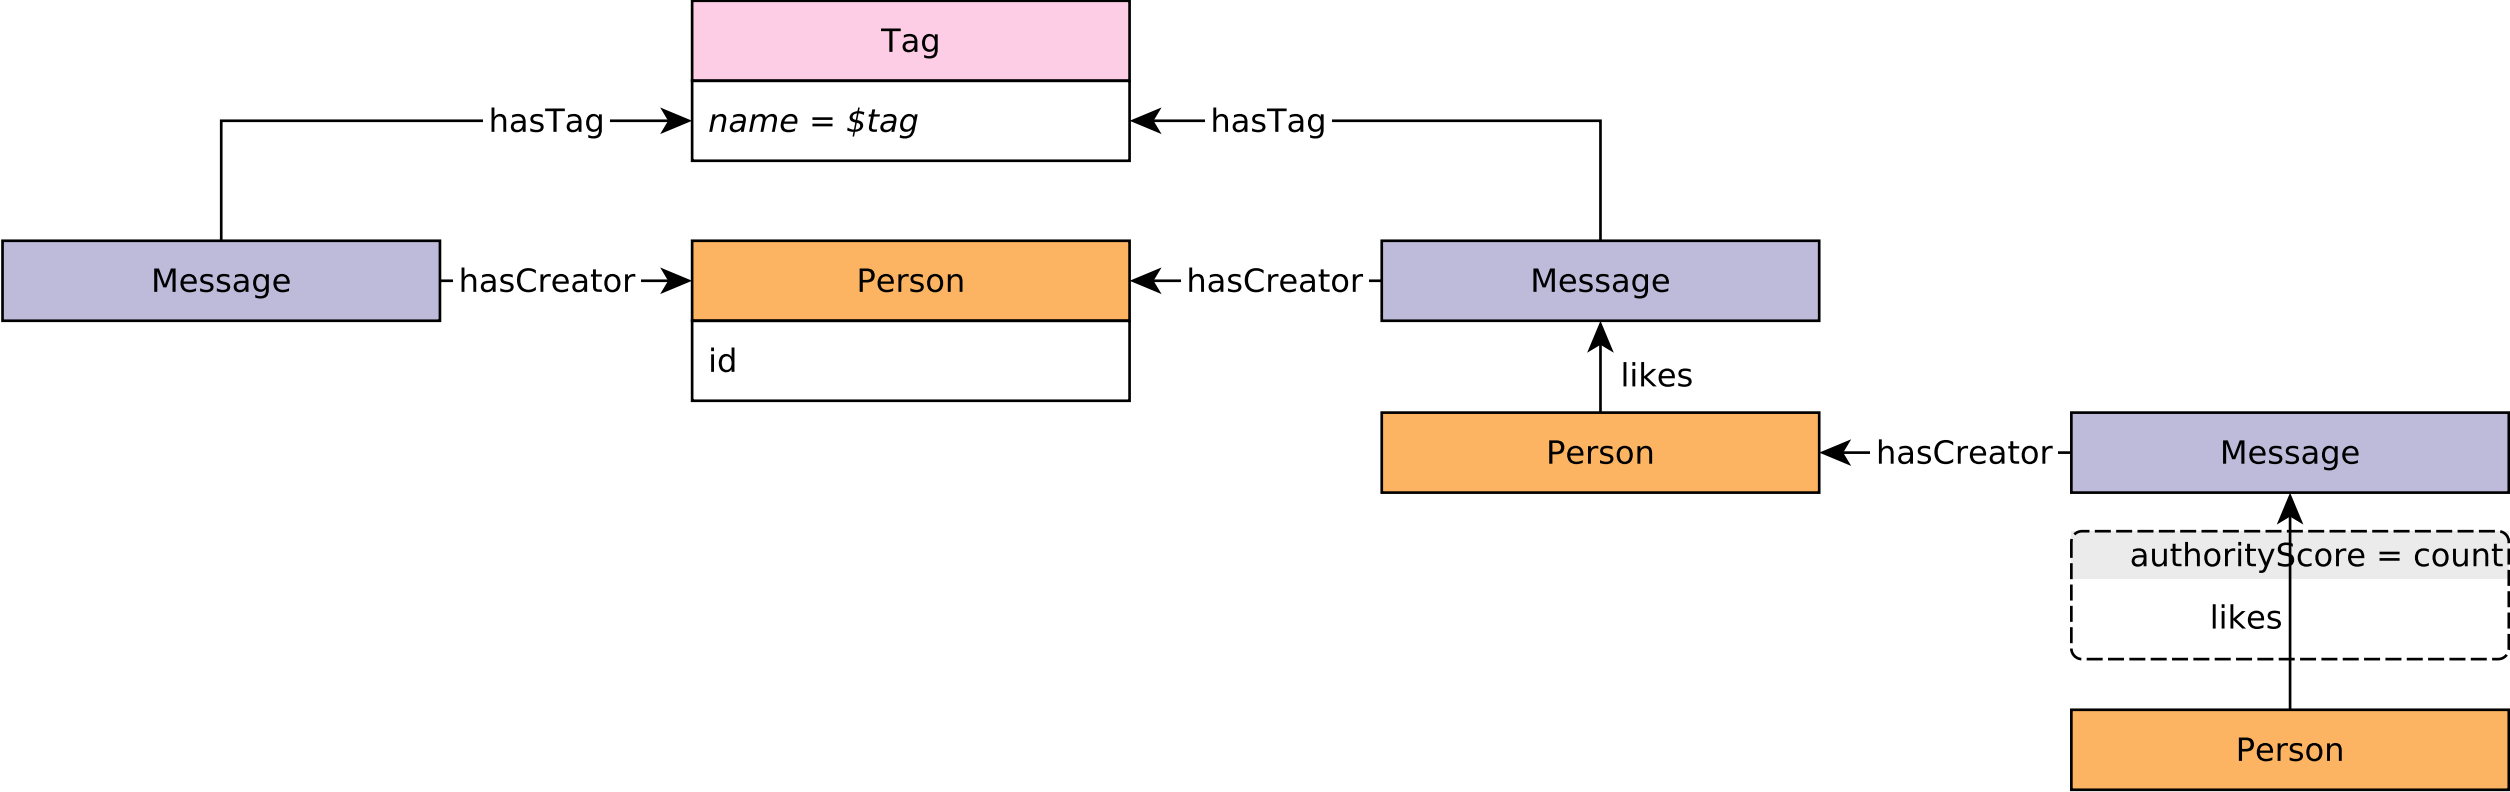 Tag
hasTag
name = $tag
hasTag
Message
hasCreator
Person
hasCreator
Message
id
likes
Person
hasCreator
Message
authorityScore = count
likes
Person